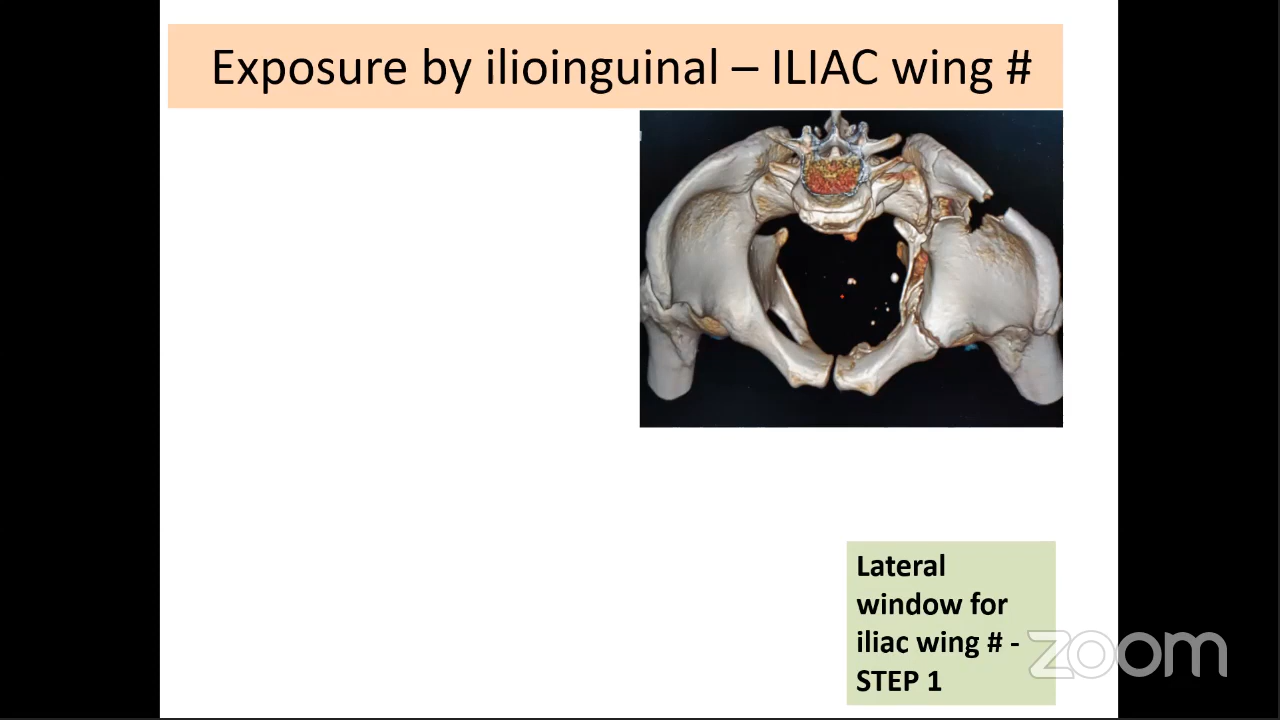 Exposure by ilioinguinal – ILIAC wing #
Lateral
window for
iliac wing # -
STEP 1
zoom